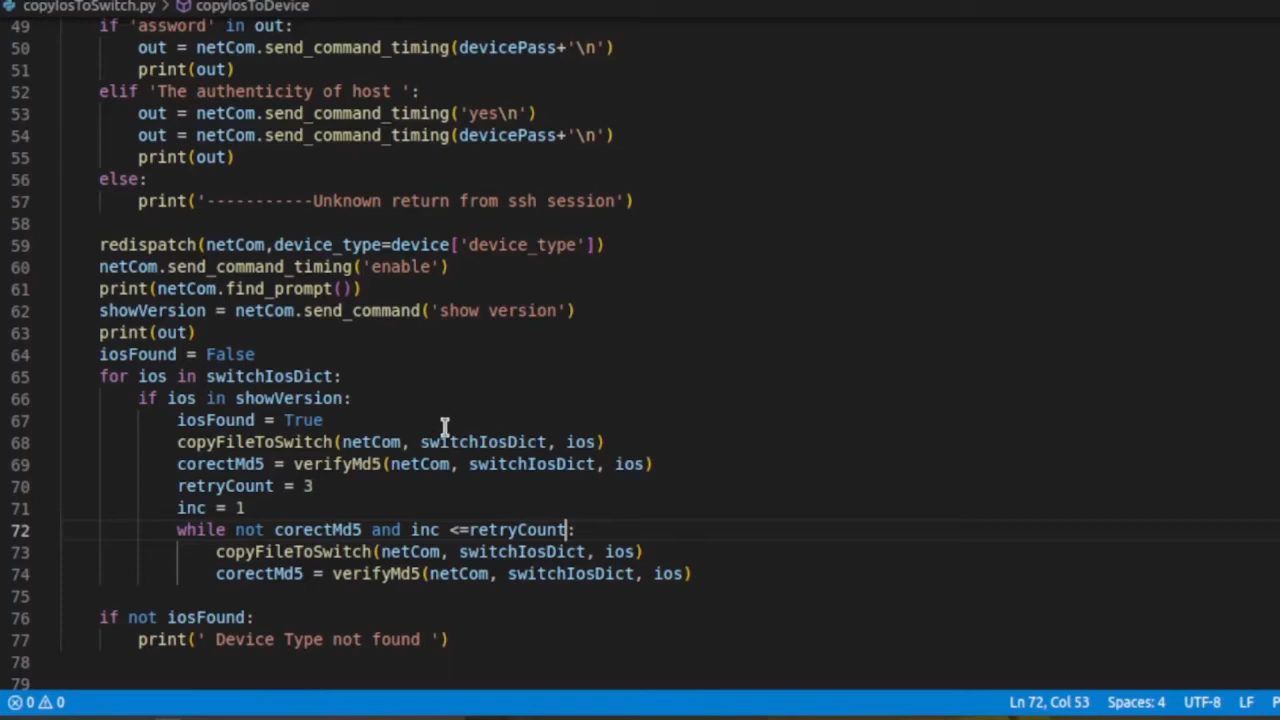 copyIosToSwitch.py > copyIosToDevice
49 if 'assword' in out:
50 out = netCom.send_command_timing(devicePass+'\n')
51 print(out)
52 elif 'The authenticity of host ':
53 out = netCom.send_command_timing('yes\n')
54 out = netCom.send_command_timing(devicePass+'\n')
55 print(out)
56 else:
57 print('-----------Unknown return from ssh session')
58
59 redispatch(netCom,device_type=device['device_type'])
60 netCom.send_command_timing('enable')
61 print(netCom.find_prompt())
62 showVersion = netCom.send_command('show version')
63 print(out)
64 iosFound = False
65 for ios in switchIosDict:
66 if ios in showVersion:
67 iosFound = True
68 copyFileToSwitch(netCom, switchIosDict, ios)
69 corectMd5 = verifyMd5(netCom, switchIosDict, ios)
70 retryCount = 3
71 inc = 1
72 while not corectMd5 and inc <=retryCount:
73 copyFileToSwitch(netCom, switchIosDict, ios)
74 corectMd5 = verifyMd5(netCom, switchIosDict, ios)
75
76 if not iosFound:
77 print(' Device Type not found ')
78
79
0 0 Ln 72, Col 53 Spaces: 4 UTF-8 LF